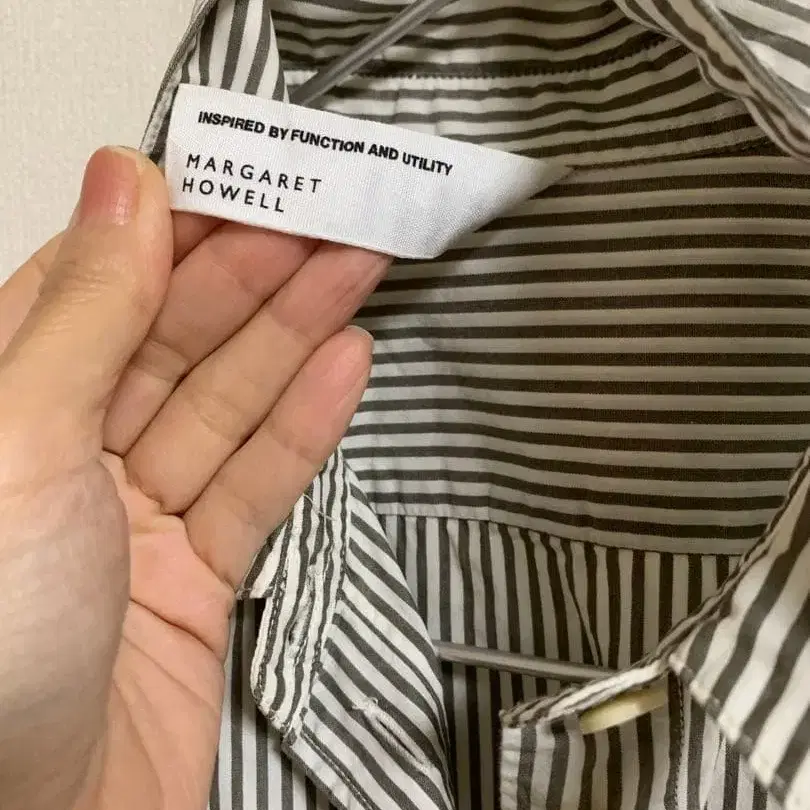 INSPIRED BY FUNCTION AND UTILITY
MARGARET
HOWELL